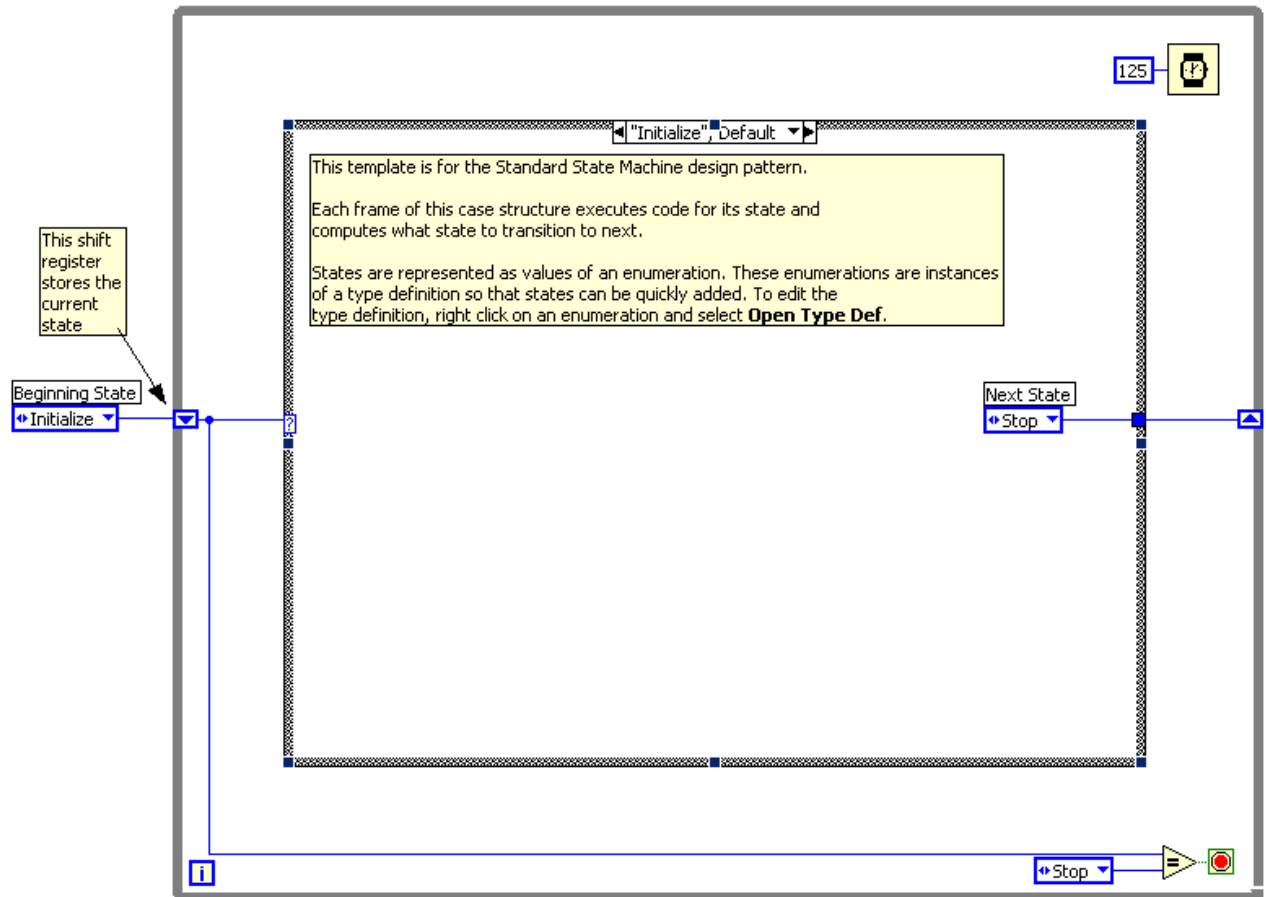 125
"Initialize", Default
This template is for the Standard State Machine design pattern.
Each frame of this case structure executes code for its state and
computes what state to transition to next.
States are represented as values of an enumeration. These enumerations are instances
of a type definition so that states can be quickly added. To edit the
type definition, right click on an enumeration and select Open Type Def.
This shift
register
stores the
current
state
Beginning State
Initialize
?
Next State
Stop
i
Stop
=